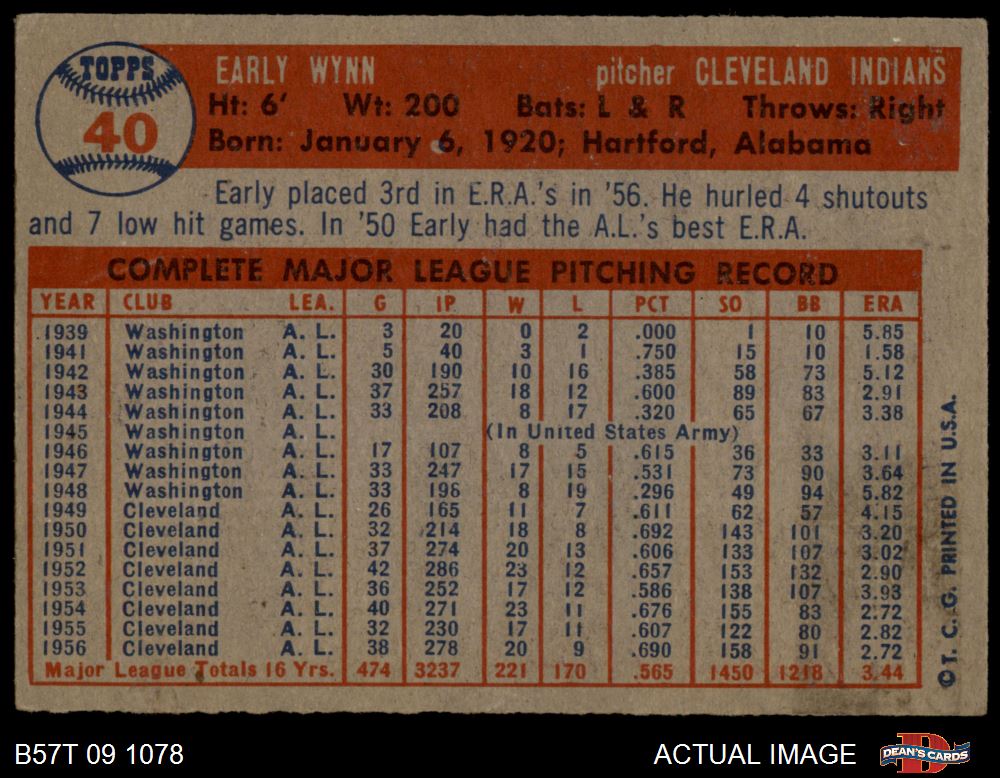 TOPPS
40
EARLY WYNN pitcher CLEVELAND INDIANS
Ht: 6' Wt: 200 Bats: L & R Throws: Right
Born: January 6, 1920; Hartford, Alabama
Early placed 3rd in E.R.A.'s in '56. He hurled 4 shutouts
and 7 low hit games. In '50 Early had the A.L.'s best E.R.A.
COMPLETE MAJOR LEAGUE PITCHING RECORD
YEAR CLUB LEA. G IP W L PCT SO BB ERA
1939 Washington A. L. 3 20 0 2 .000 1 10 5.85
1941 Washington A. L. 5 40 3 1 .750 15 10 1.58
1942 Washington A. L. 30 190 10 16 .385 58 73 5.12
1943 Washington A. L. 37 257 18 12 .600 89 83 2.91
1944 Washington A. L. 33 208 8 17 .320 65 67 3.38
1945 Washington A. L. (In United States Army)
1946 Washington A. L. 17 107 8 5 .615 36 33 3.11
1947 Washington A. L. 33 247 17 15 .531 73 90 3.64
1948 Washington A. L. 33 198 8 19 .296 49 94 5.82
1949 Cleveland A. L. 26 165 11 7 .611 62 57 4.15
1950 Cleveland A. L. 32 214 18 8 .692 143 101 3.20
1951 Cleveland A. L. 37 274 20 13 .606 133 107 3.02
1952 Cleveland A. L. 42 286 23 12 .657 153 132 2.90
1953 Cleveland A. L. 36 252 17 12 .586 138 107 3.93
1954 Cleveland A. L. 40 271 23 11 .676 155 83 2.72
1955 Cleveland A. L. 32 230 17 11 .607 122 80 2.82
1956 Cleveland A. L. 38 278 20 9 .690 158 91 2.72
Major League Totals 16 Yrs. 474 3237 221 170 .565 1450 1218 3.44
©T. C. G. PRINTED IN U.S.A.
B57T 09 1078 ACTUAL IMAGE
DEAN'S CARDS